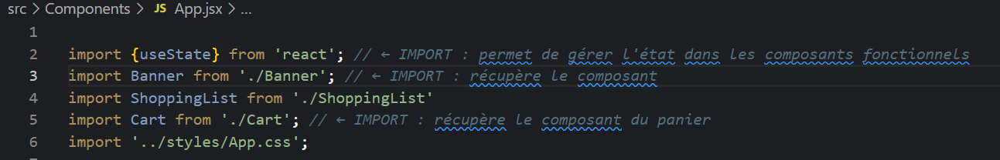 src > Components > JS App.jsx > ...
1
2 import {useState} from 'react'; // ← IMPORT : permet de gérer l'état dans les composants fonctionnels
3 import Banner from './Banner'; // ← IMPORT : récupère le composant
4 import ShoppingList from './ShoppingList'
5 import Cart from './Cart'; // ← IMPORT : récupère le composant du panier
6 import '../styles/App.css';